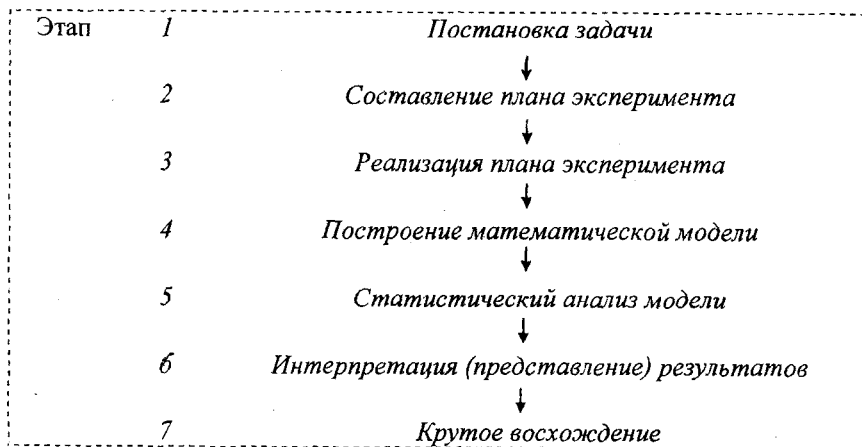 Этап 1 Постановка задачи
2 Составление плана эксперимента
3 Реализация плана эксперимента
4 Построение математической модели
5 Статистический анализ модели
6 Интерпретация (представление) результатов
7 Крутое восхождение